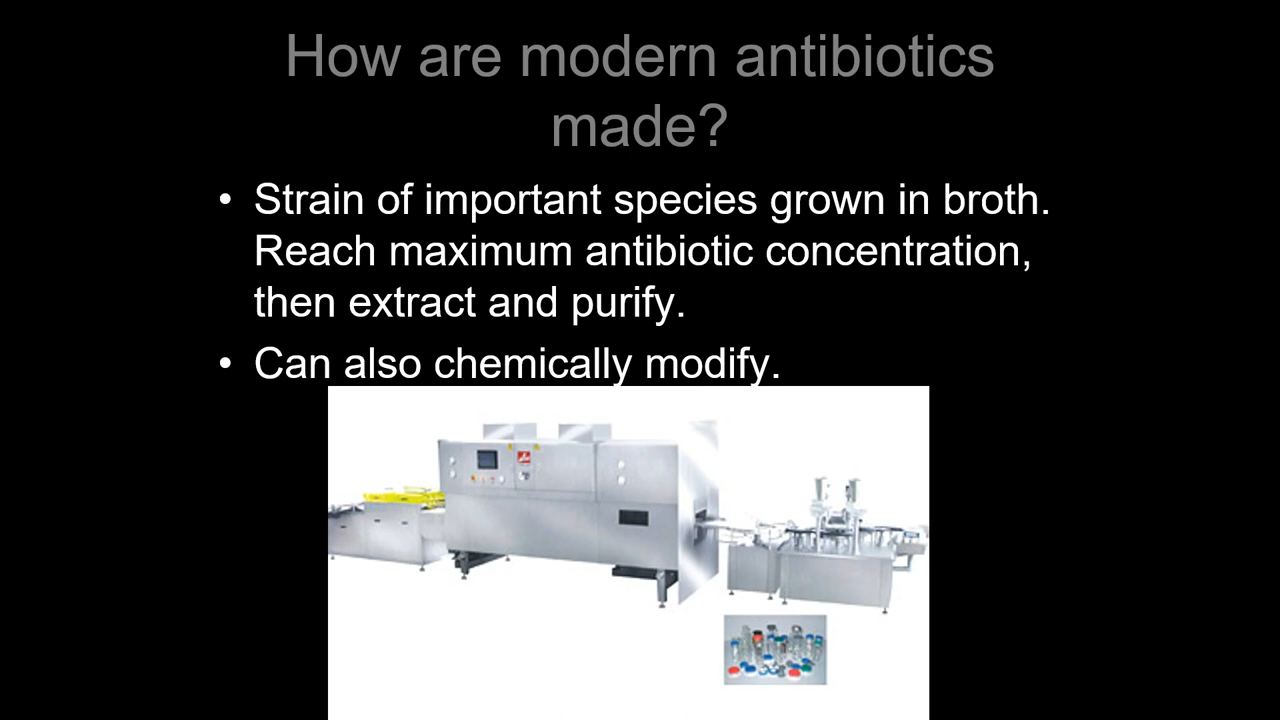 How are modern antibiotics
made?
• Strain of important species grown in broth.
Reach maximum antibiotic concentration,
then extract and purify.
• Can also chemically modify.